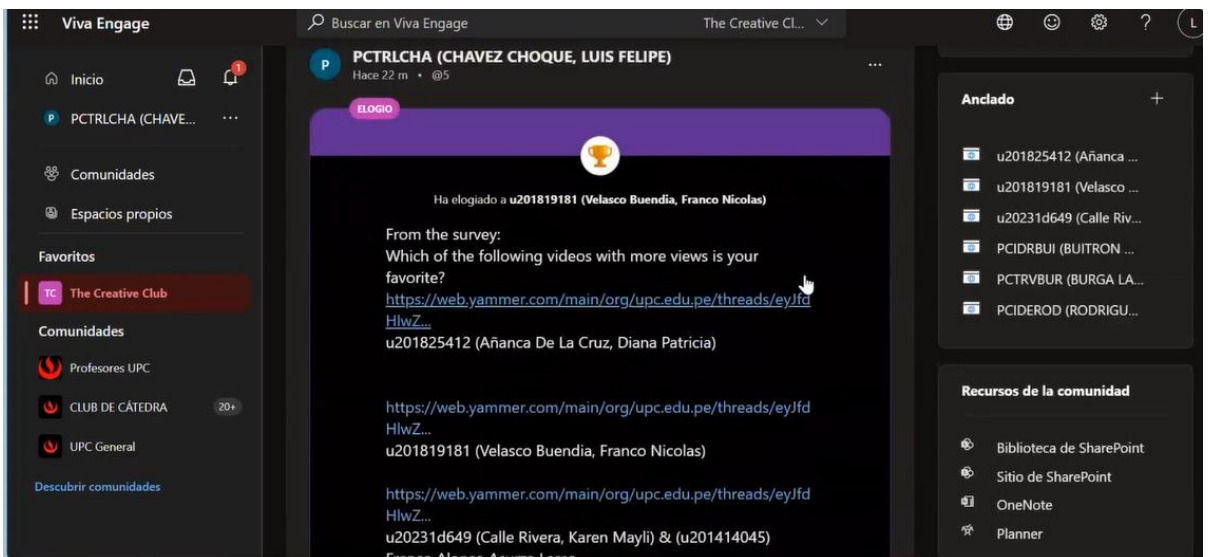 Viva Engage
Buscar en Viva Engage
The Creative Cl...
L
Inicio
1
P
PCTRLCHA (CHAVE...
Comunidades
Espacios propios
Favoritos
TC
The Creative Club
Comunidades
Profesores UPC
CLUB DE CÁTEDRA
20+
UPC General
Descubrir comunidades
P
PCTRLCHA (CHAVEZ CHOQUE, LUIS FELIPE)
Hace 22 m • @5
ELOGIO
Ha elogiado a u201819181 (Velasco Buendia, Franco Nicolas)
From the survey:
Which of the following videos with more views is your
favorite?
https://web.yammer.com/main/org/upc.edu.pe/threads/eyJfd
HlwZ...
u201825412 (Añanca De La Cruz, Diana Patricia)
https://web.yammer.com/main/org/upc.edu.pe/threads/eyJfd
HlwZ...
u201819181 (Velasco Buendia, Franco Nicolas)
https://web.yammer.com/main/org/upc.edu.pe/threads/eyJfd
HlwZ...
u20231d649 (Calle Rivera, Karen Mayli) & (u201414045)
Anclado
u201825412 (Añanca ...
u201819181 (Velasco ...
u20231d649 (Calle Riv...
PCIDRBUI (BUITRON ...
PCTRVBUR (BURGA LA...
PCIDEROD (RODRIGU...
Recursos de la comunidad
Biblioteca de SharePoint
Sitio de SharePoint
OneNote
Planner